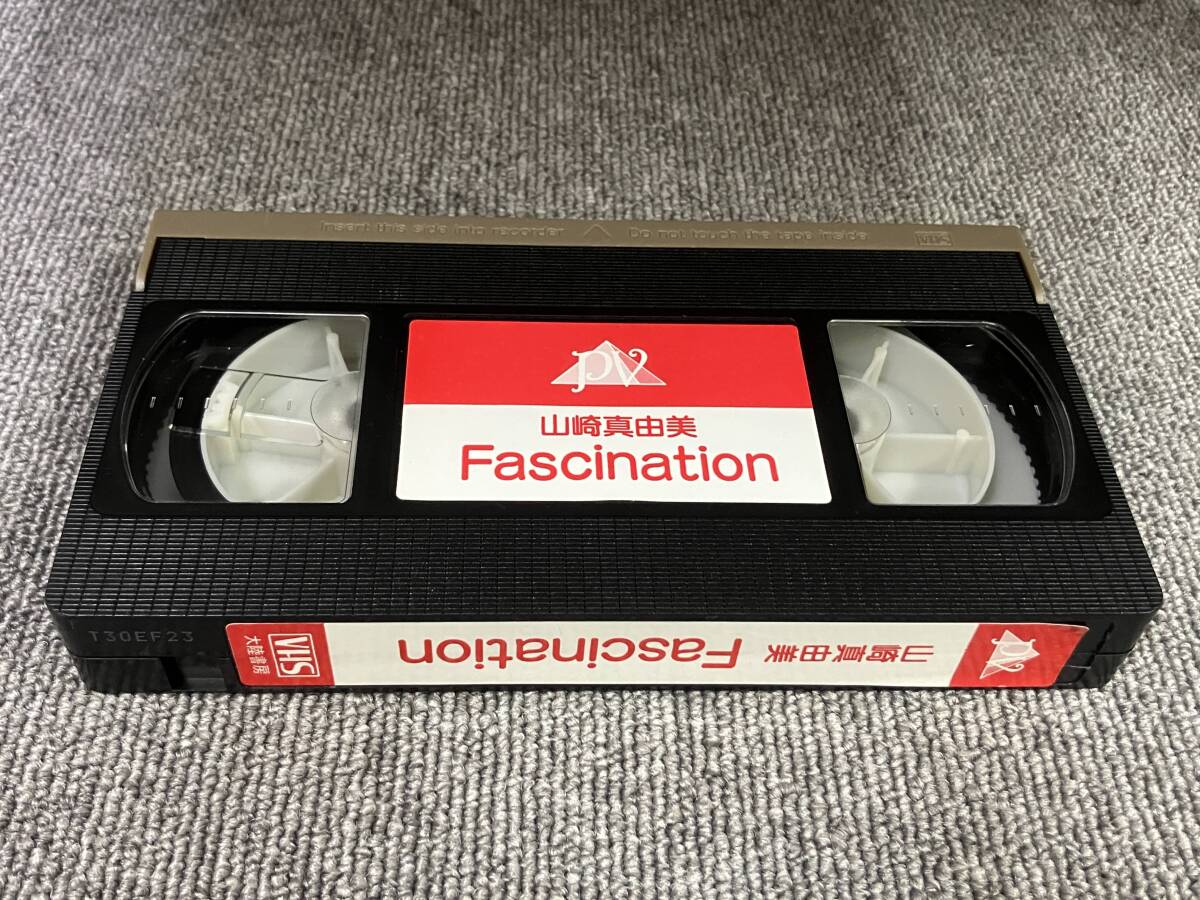 Insert this side into recorder △ Do not touch the tape inside VHS
PV
山崎真由美
Fascination
T30EF23
PV 山崎真由美 Fascination VHS 大陸書房